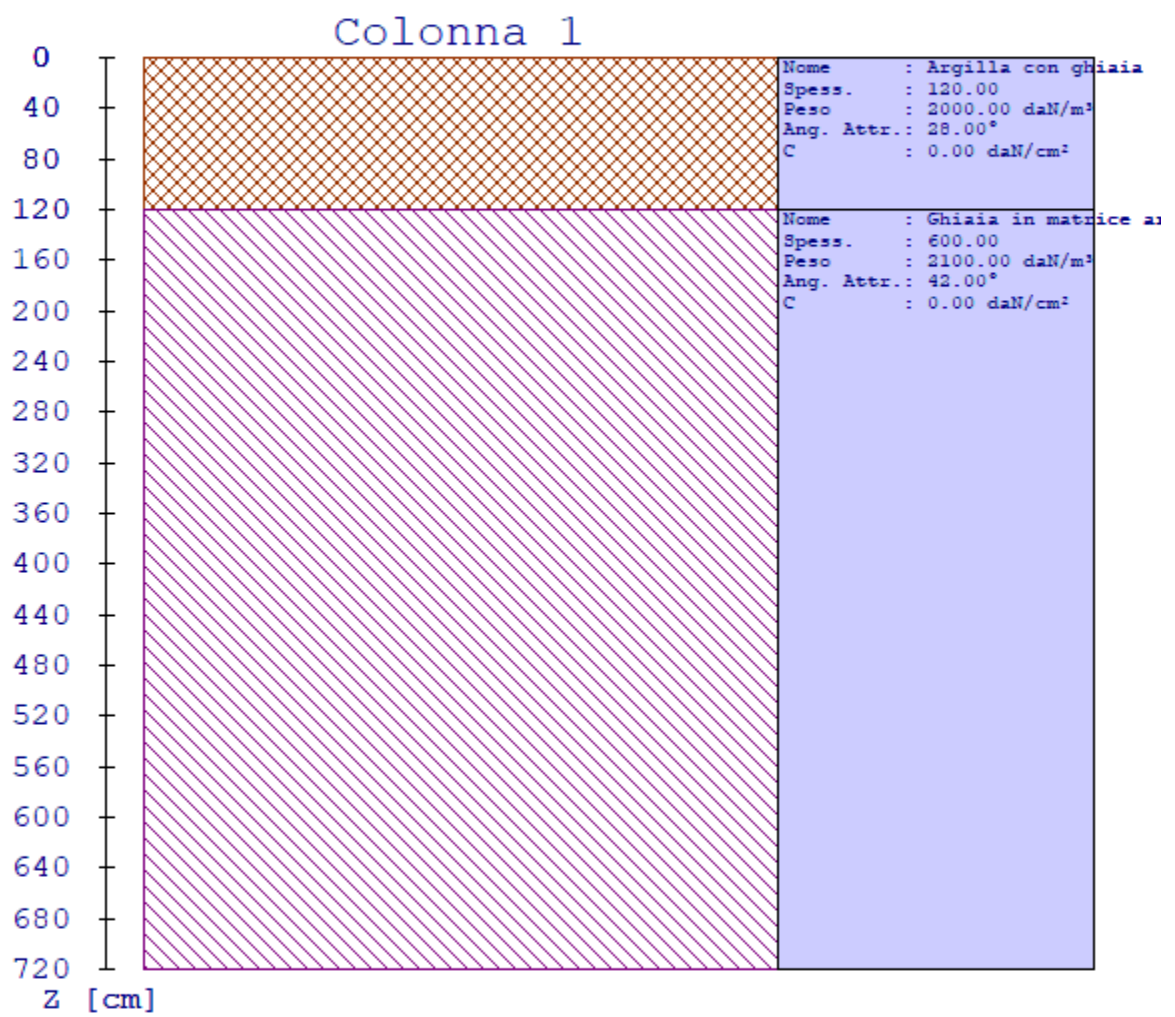 Colonna 1
0
40
80
120
160
200
240
280
320
360
400
440
480
520
560
600
640
680
720
Z [cm]
Nome : Argilla con ghiaia
Spess. : 120.00
Peso : 2000.00 daN/m³
Ang. Attr.: 28.00°
C : 0.00 daN/cm²
Nome : Ghiaia in matrice
Spess. : 600.00
Peso : 2100.00 daN/m³
Ang. Attr.: 42.00°
C : 0.00 daN/cm²